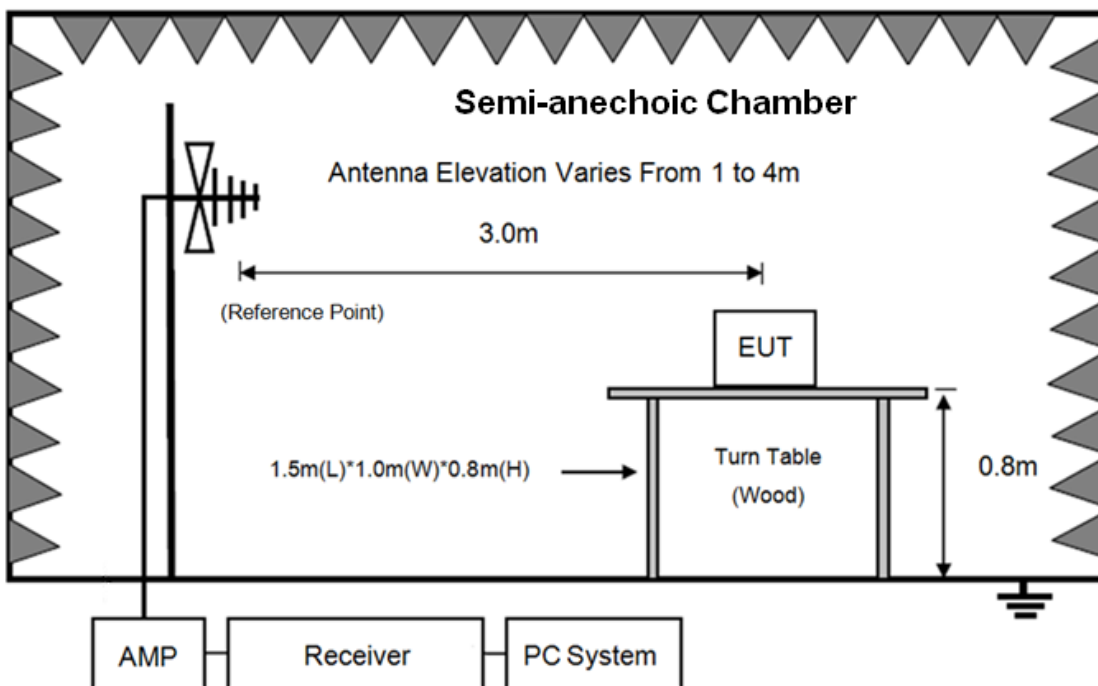 Semi-anechoic Chamber
Antenna Elevation Varies From 1 to 4m
3.0m
(Reference Point)
EUT
1.5m(L)*1.0m(W)*0.8m(H)
Turn Table
(Wood)
0.8m
AMP
Receiver
PC System